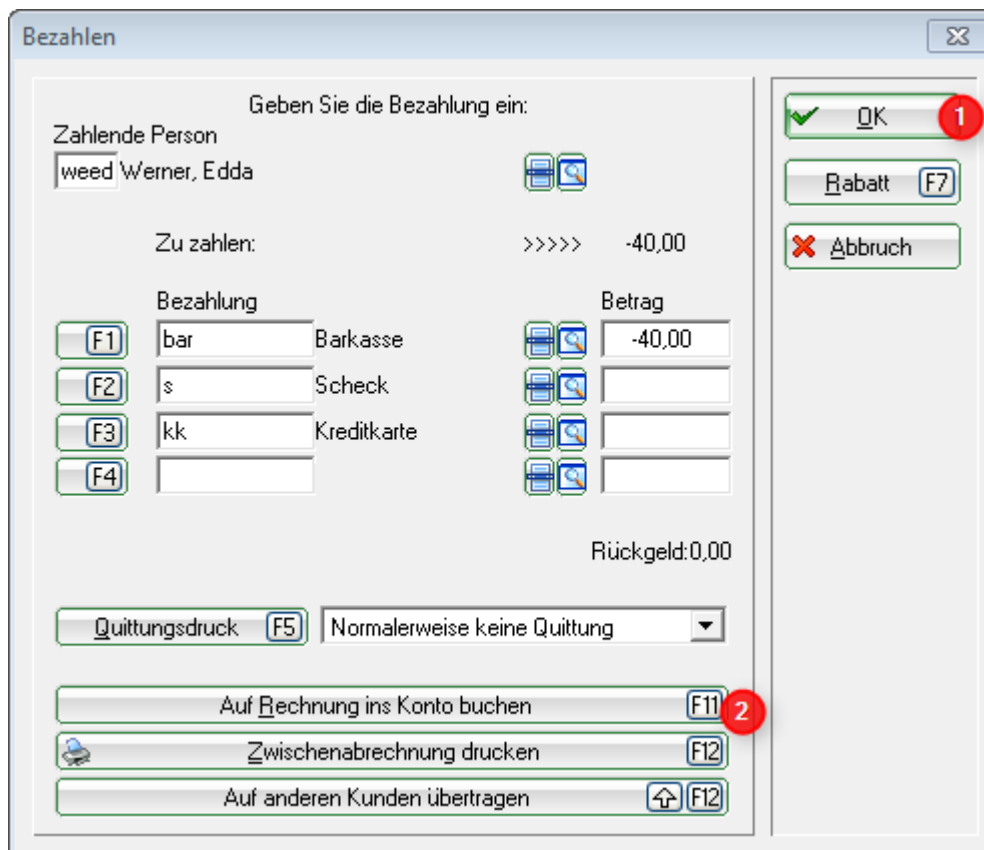 Bezahlen
Geben Sie die Bezahlung ein:
Zahlende Person
weed Werner, Edda
Zu zahlen: >>>>> -40,00
Bezahlung Betrag
F1 bar Barkasse -40,00
F2 s Scheck
F3 kk Kreditkarte
F4
Rückgeld:0,00
Quittungsdruck F5 Normalerweise keine Quittung
Auf Rechnung ins Konto buchen F11 2
Zwischenabrechnung drucken F12
Auf anderen Kunden übertragen F12
OK 1
Rabatt F7
Abbruch